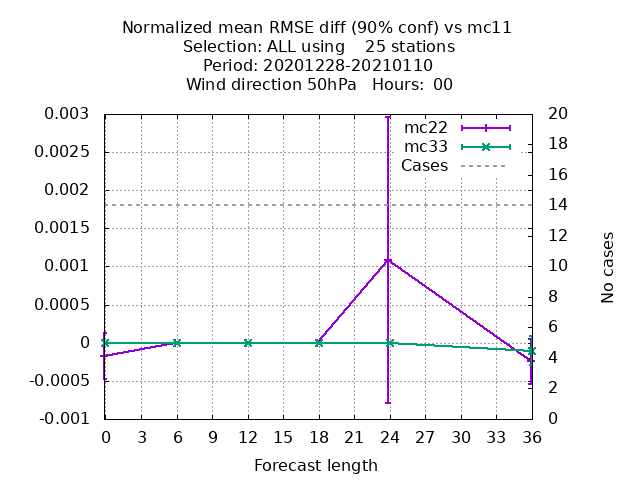 Normalized mean RMSE diff (90% conf) vs mc11
Selection: ALL using 25 stations
Period: 20201228-20210110
Wind direction 50hPa Hours: 00
0.003
0.0025
0.002
0.0015
0.001
0.0005
0
-0.0005
-0.001
mc22
mc33
Cases
20
18
16
14
12
10
8
6
4
2
0
No cases
0 3 6 9 12 15 18 21 24 27 30 33 36
Forecast length